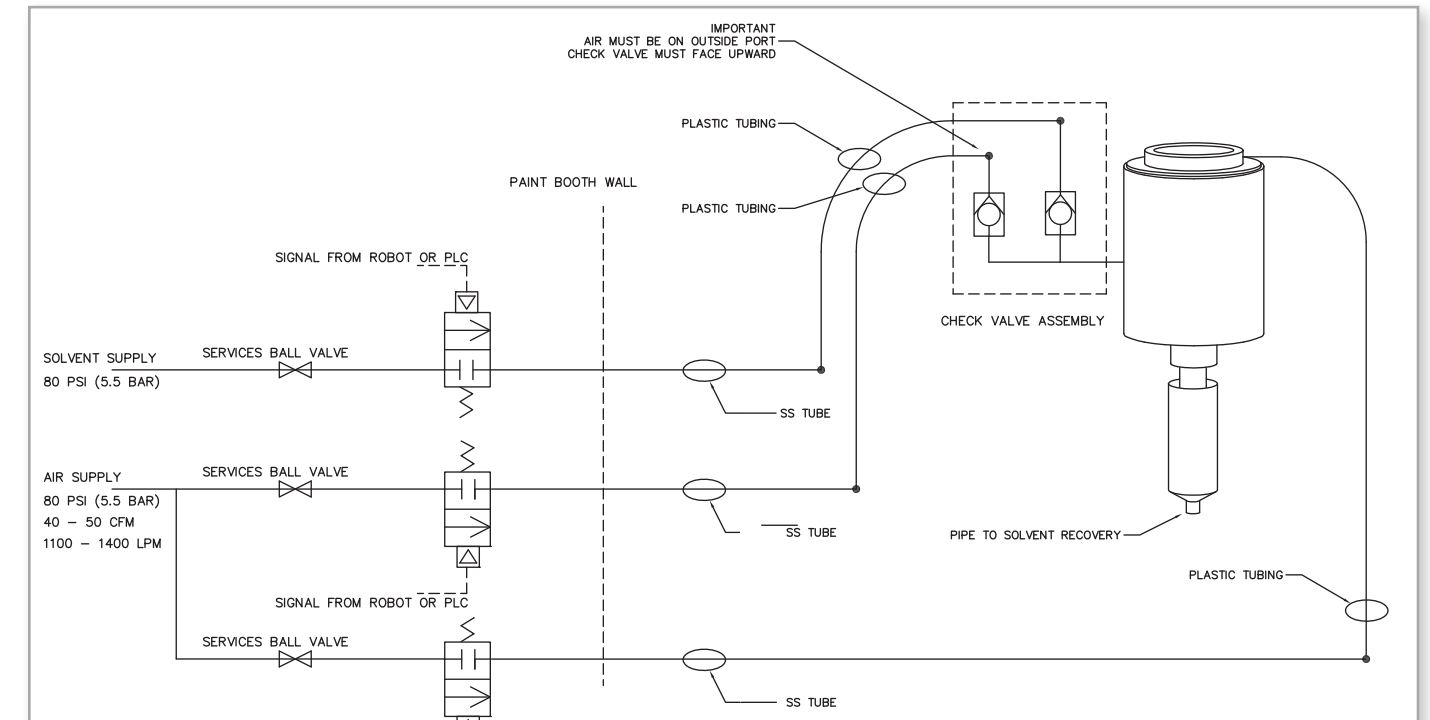 IMPORTANT
AIR MUST BE ON OUTSIDE PORT
CHECK VALVE MUST FACE UPWARD
PLASTIC TUBING
PAINT BOOTH WALL
PLASTIC TUBING
SIGNAL FROM ROBOT OR PLC
CHECK VALVE ASSEMBLY
SOLVENT SUPPLY
80 PSI (5.5 BAR)
SERVICES BALL VALVE
SS TUBE
AIR SUPPLY
80 PSI (5.5 BAR)
40 – 50 CFM
1100 – 1400 LPM
SERVICES BALL VALVE
SS TUBE
PIPE TO SOLVENT RECOVERY
PLASTIC TUBING
SIGNAL FROM ROBOT OR PLC
SERVICES BALL VALVE
SS TUBE